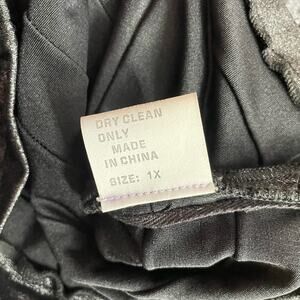 DRY CLEAN
ONLY
MADE
IN CHINA
SIZE: 1X